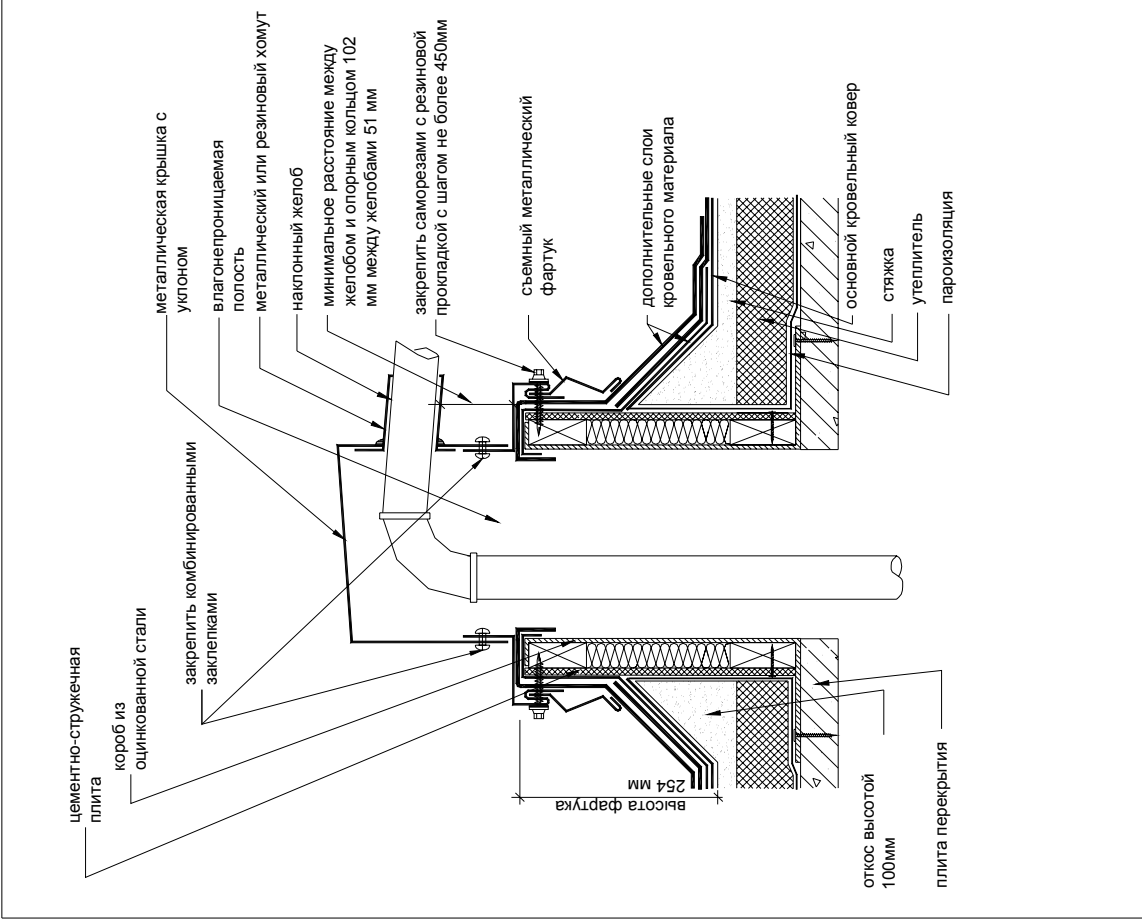 металлическая крышка с
уклоном
влагонепроницаемая
полость
металлический или резиновый хомут
наклонный желоб
минимальное расстояние между
желобом и опорным кольцом 102
мм между желобами 51 мм
закрепить саморезами с резиновой
прокладкой с шагом не более 450мм
съемный металлический
фартук
дополнительные слои
кровельного материала
основной кровельный ковер
стяжка
утеплитель
пароизоляция
цементно-стружечная
плита
короб из
оцинкованной стали
закрепить комбинированными
заклепками
высота фартука
254 мм
откос высотой
100мм
плита перекрытия